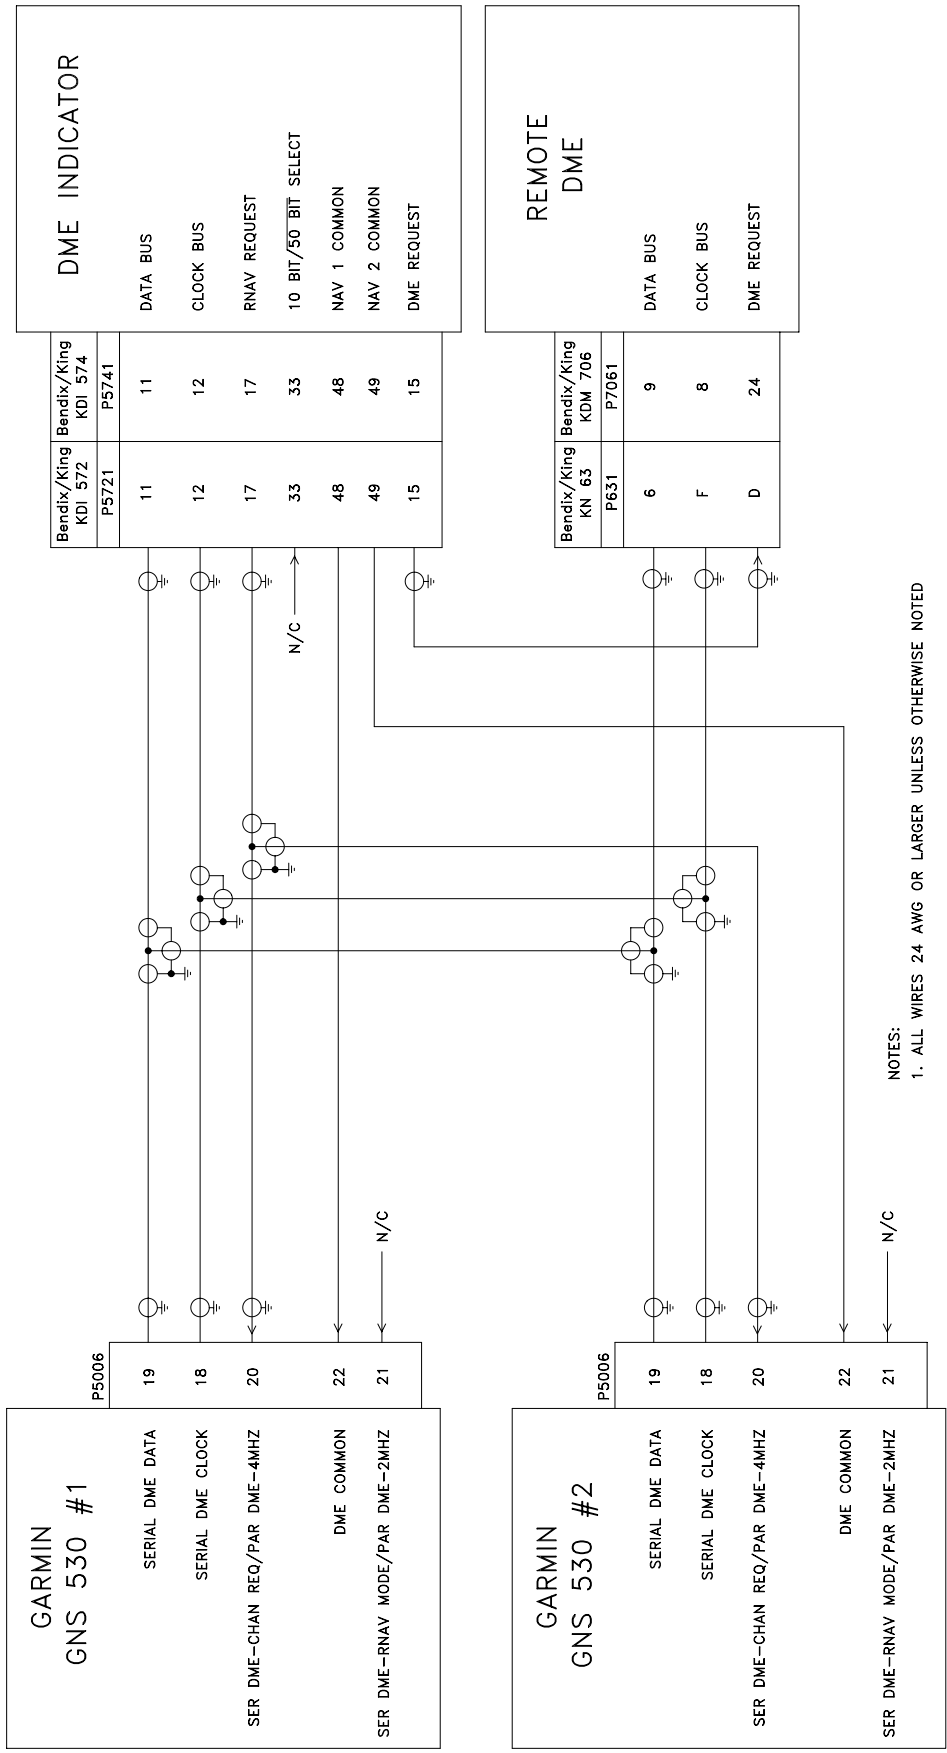 GARMIN
GNS 530 #1
P5006
SERIAL DME DATA 19
SERIAL DME CLOCK 18
SER DME-CHAN REQ/PAR DME-4MHZ 20
DME COMMON 22
SER DME-RNAV MODE/PAR DME-2MHZ 21
N/C
N/C
DME INDICATOR
Bendix/King
KDI 572
Bendix/King
KDI 574
P5721 P5741
11 11 DATA BUS
12 12 CLOCK BUS
17 17 RNAV REQUEST
33 33 10 BIT/50 BIT SELECT
48 48 NAV 1 COMMON
49 49 NAV 2 COMMON
15 15 DME REQUEST
GARMIN
GNS 530 #2
P5006
SERIAL DME DATA 19
SERIAL DME CLOCK 18
SER DME-CHAN REQ/PAR DME-4MHZ 20
DME COMMON 22
SER DME-RNAV MODE/PAR DME-2MHZ 21
N/C
REMOTE
DME
Bendix/King
KN 63
Bendix/King
KDM 706
P631 P7061
6 9 DATA BUS
F 8 CLOCK BUS
D 24 DME REQUEST
NOTES:
1. ALL WIRES 24 AWG OR LARGER UNLESS OTHERWISE NOTED